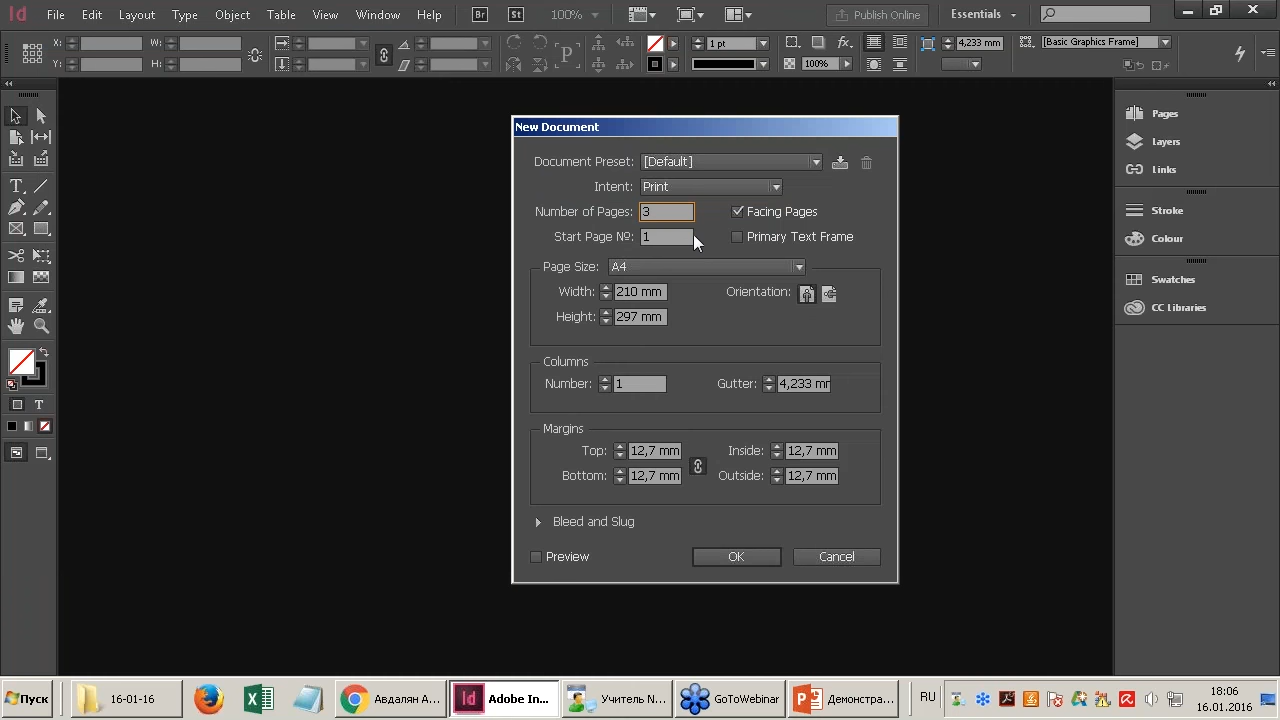 Id File Edit Layout Type Object Table View Window Help Br St 100% Publish Online Essentials
X: W: 1 pt fx. 4,233 mm [Basic Graphics Frame]
Y: H: P 100%
New Document
Document Preset: [Default]
Intent: Print
Number of Pages: 3 Facing Pages
Start Page №: 1 Primary Text Frame
Page Size: A4
Width: 210 mm Orientation:
Height: 297 mm
Columns
Number: 1 Gutter: 4,233 mr
Margins
Top: 12,7 mm Inside: 12,7 mm
Bottom: 12,7 mm Outside: 12,7 mm
Bleed and Slug
Preview OK Cancel
Pages
Layers
Links
Stroke
Colour
Swatches
CC Libraries
T
T
Пуск 16-01-16 Авдалян А... Id Adobe In... Учитель N... GoToWebinar Демонстра... RU 18:05
16.01.2016